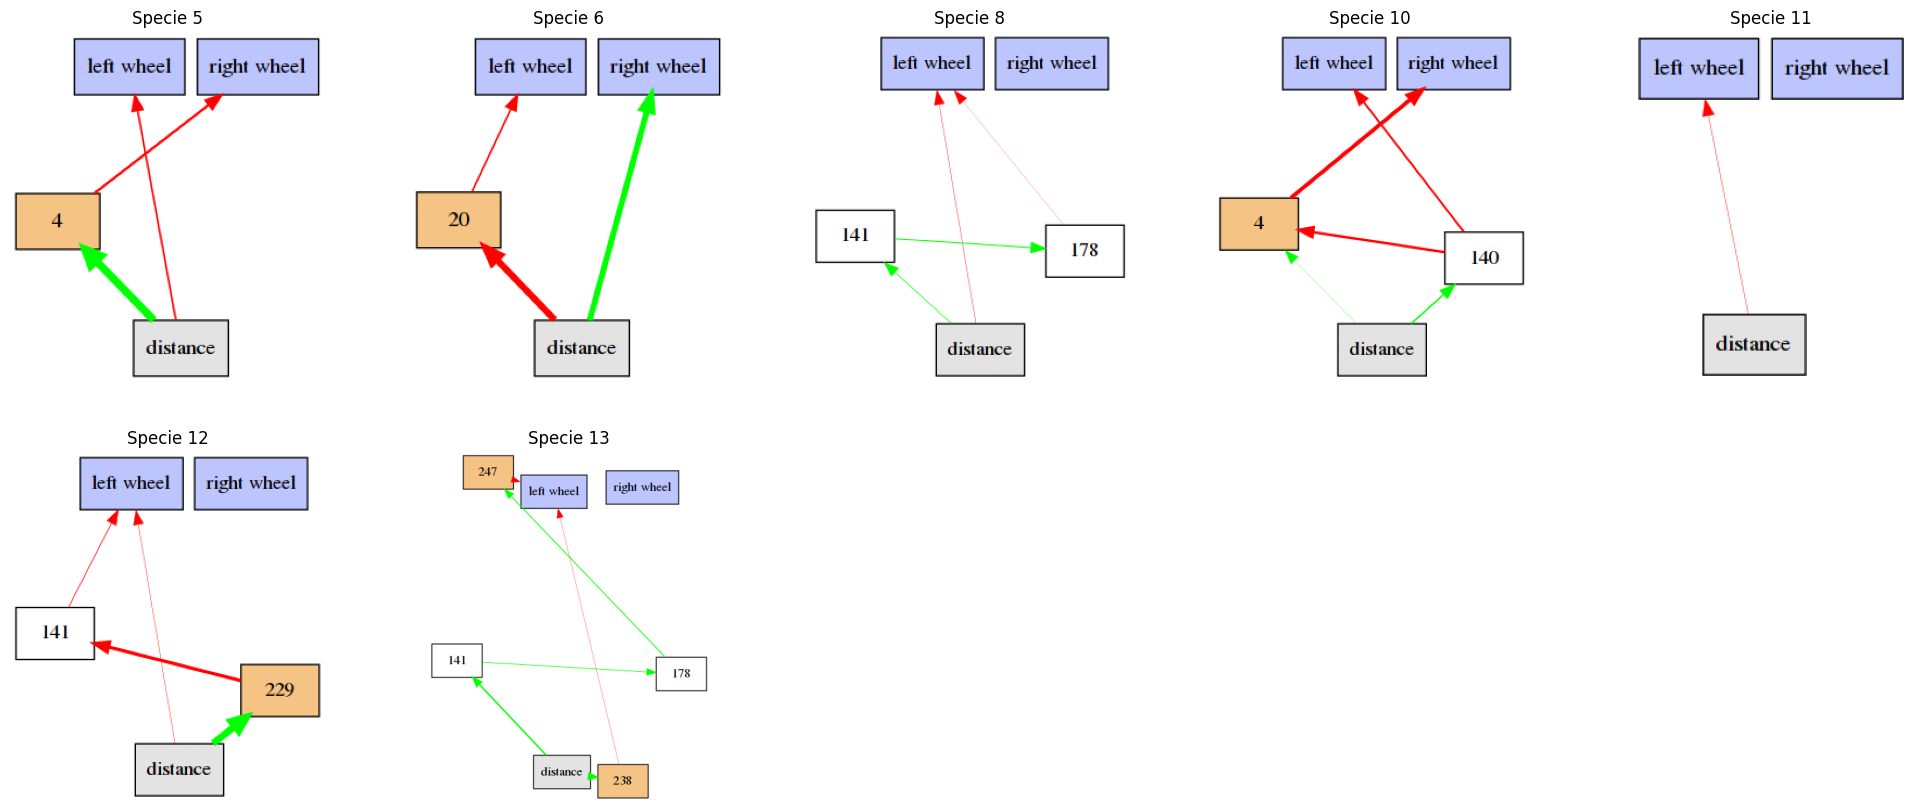 Specie 5
left wheel
right wheel
4
distance
Specie 6
left wheel
right wheel
20
distance
Specie 8
left wheel
right wheel
141
178
distance
Specie 10
left wheel
right wheel
4
140
distance
Specie 11
left wheel
right wheel
distance
Specie 12
left wheel
right wheel
141
229
distance
Specie 13
247
left wheel
right wheel
141
178
distance
238